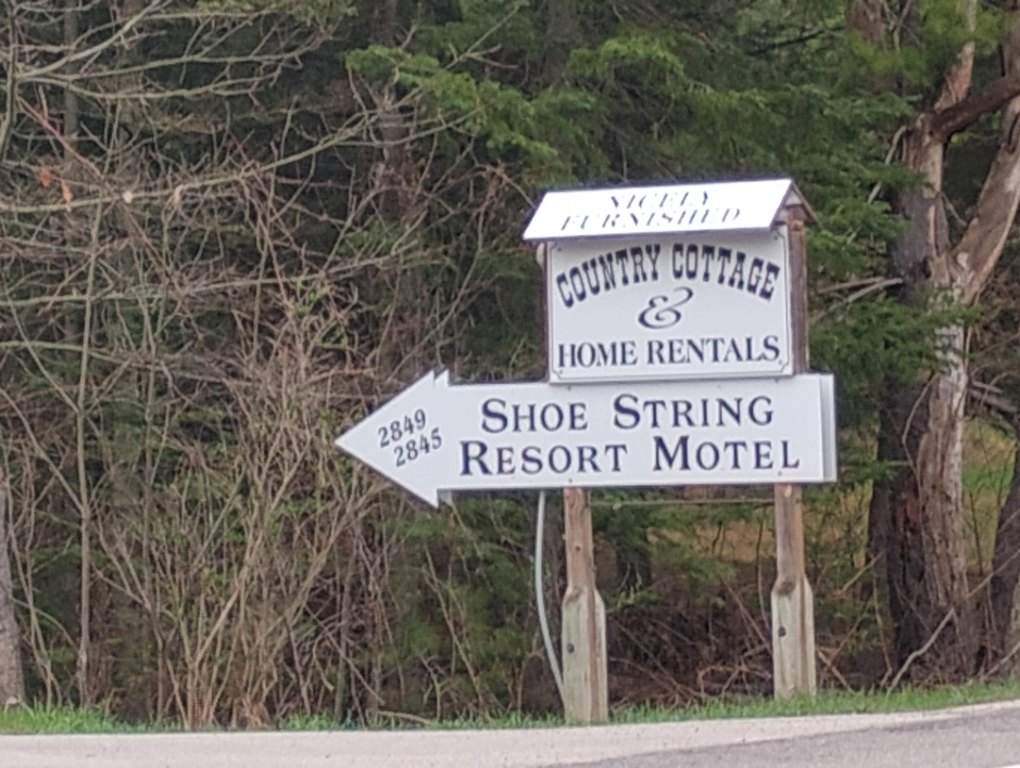 NICELY
FURNISHED
COUNTRY COTTAGE
&
HOME RENTALS
2849
2845
SHOE STRING
RESORT MOTEL